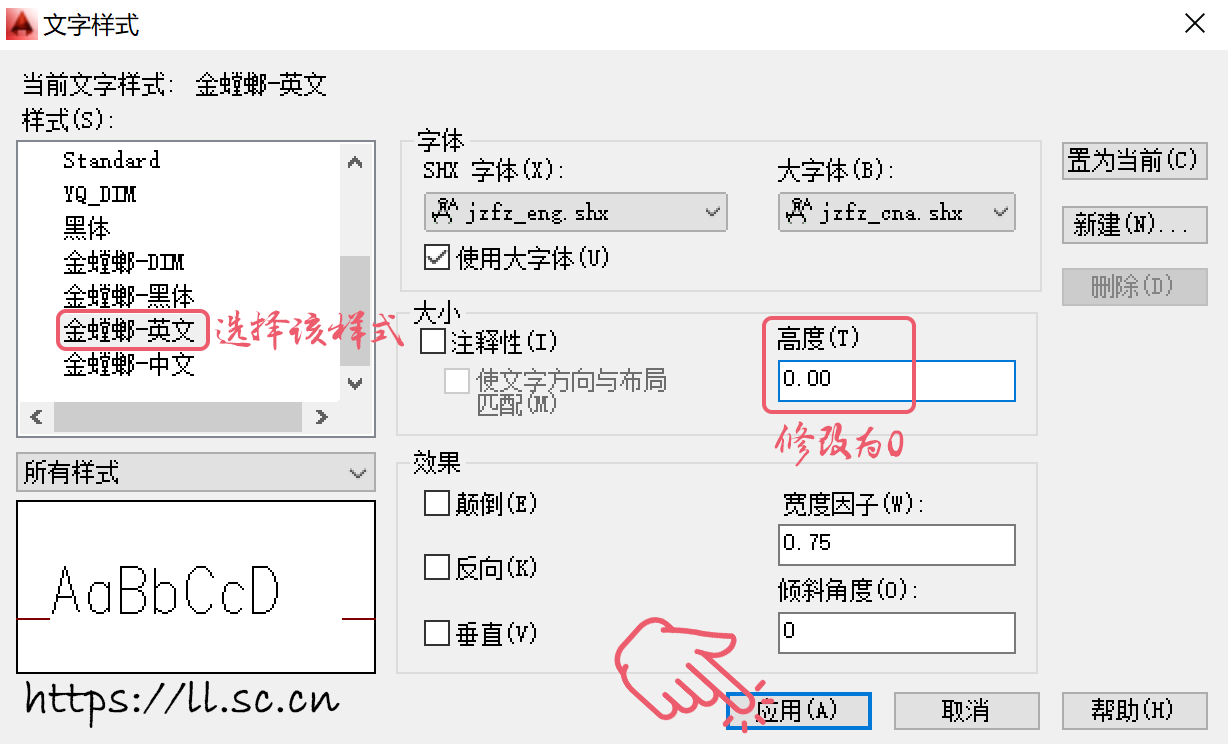 文字样式
当前文字样式： 金螳螂-英文
样式(S):
Standard
YQ_DIM
黑体
金螳螂-DIM
金螳螂-黑体
金螳螂-英文
选择该样式
金螳螂-中文
所有样式
AaBbCcD
https://ll.sc.cn
字体
SHX 字体(X):
jzfz_eng.shx
大字体(B):
jzfz_cna.shx
使用大字体(U)
大小
注释性(I)
使文字方向与布局
匹配(M)
高度(T)
0.00
修改为0
效果
颠倒(E)
反向(K)
垂直(V)
宽度因子(W):
0.75
倾斜角度(O):
0
置为当前(C)
新建(N)...
删除(D)
应用(A)
取消
帮助(H)